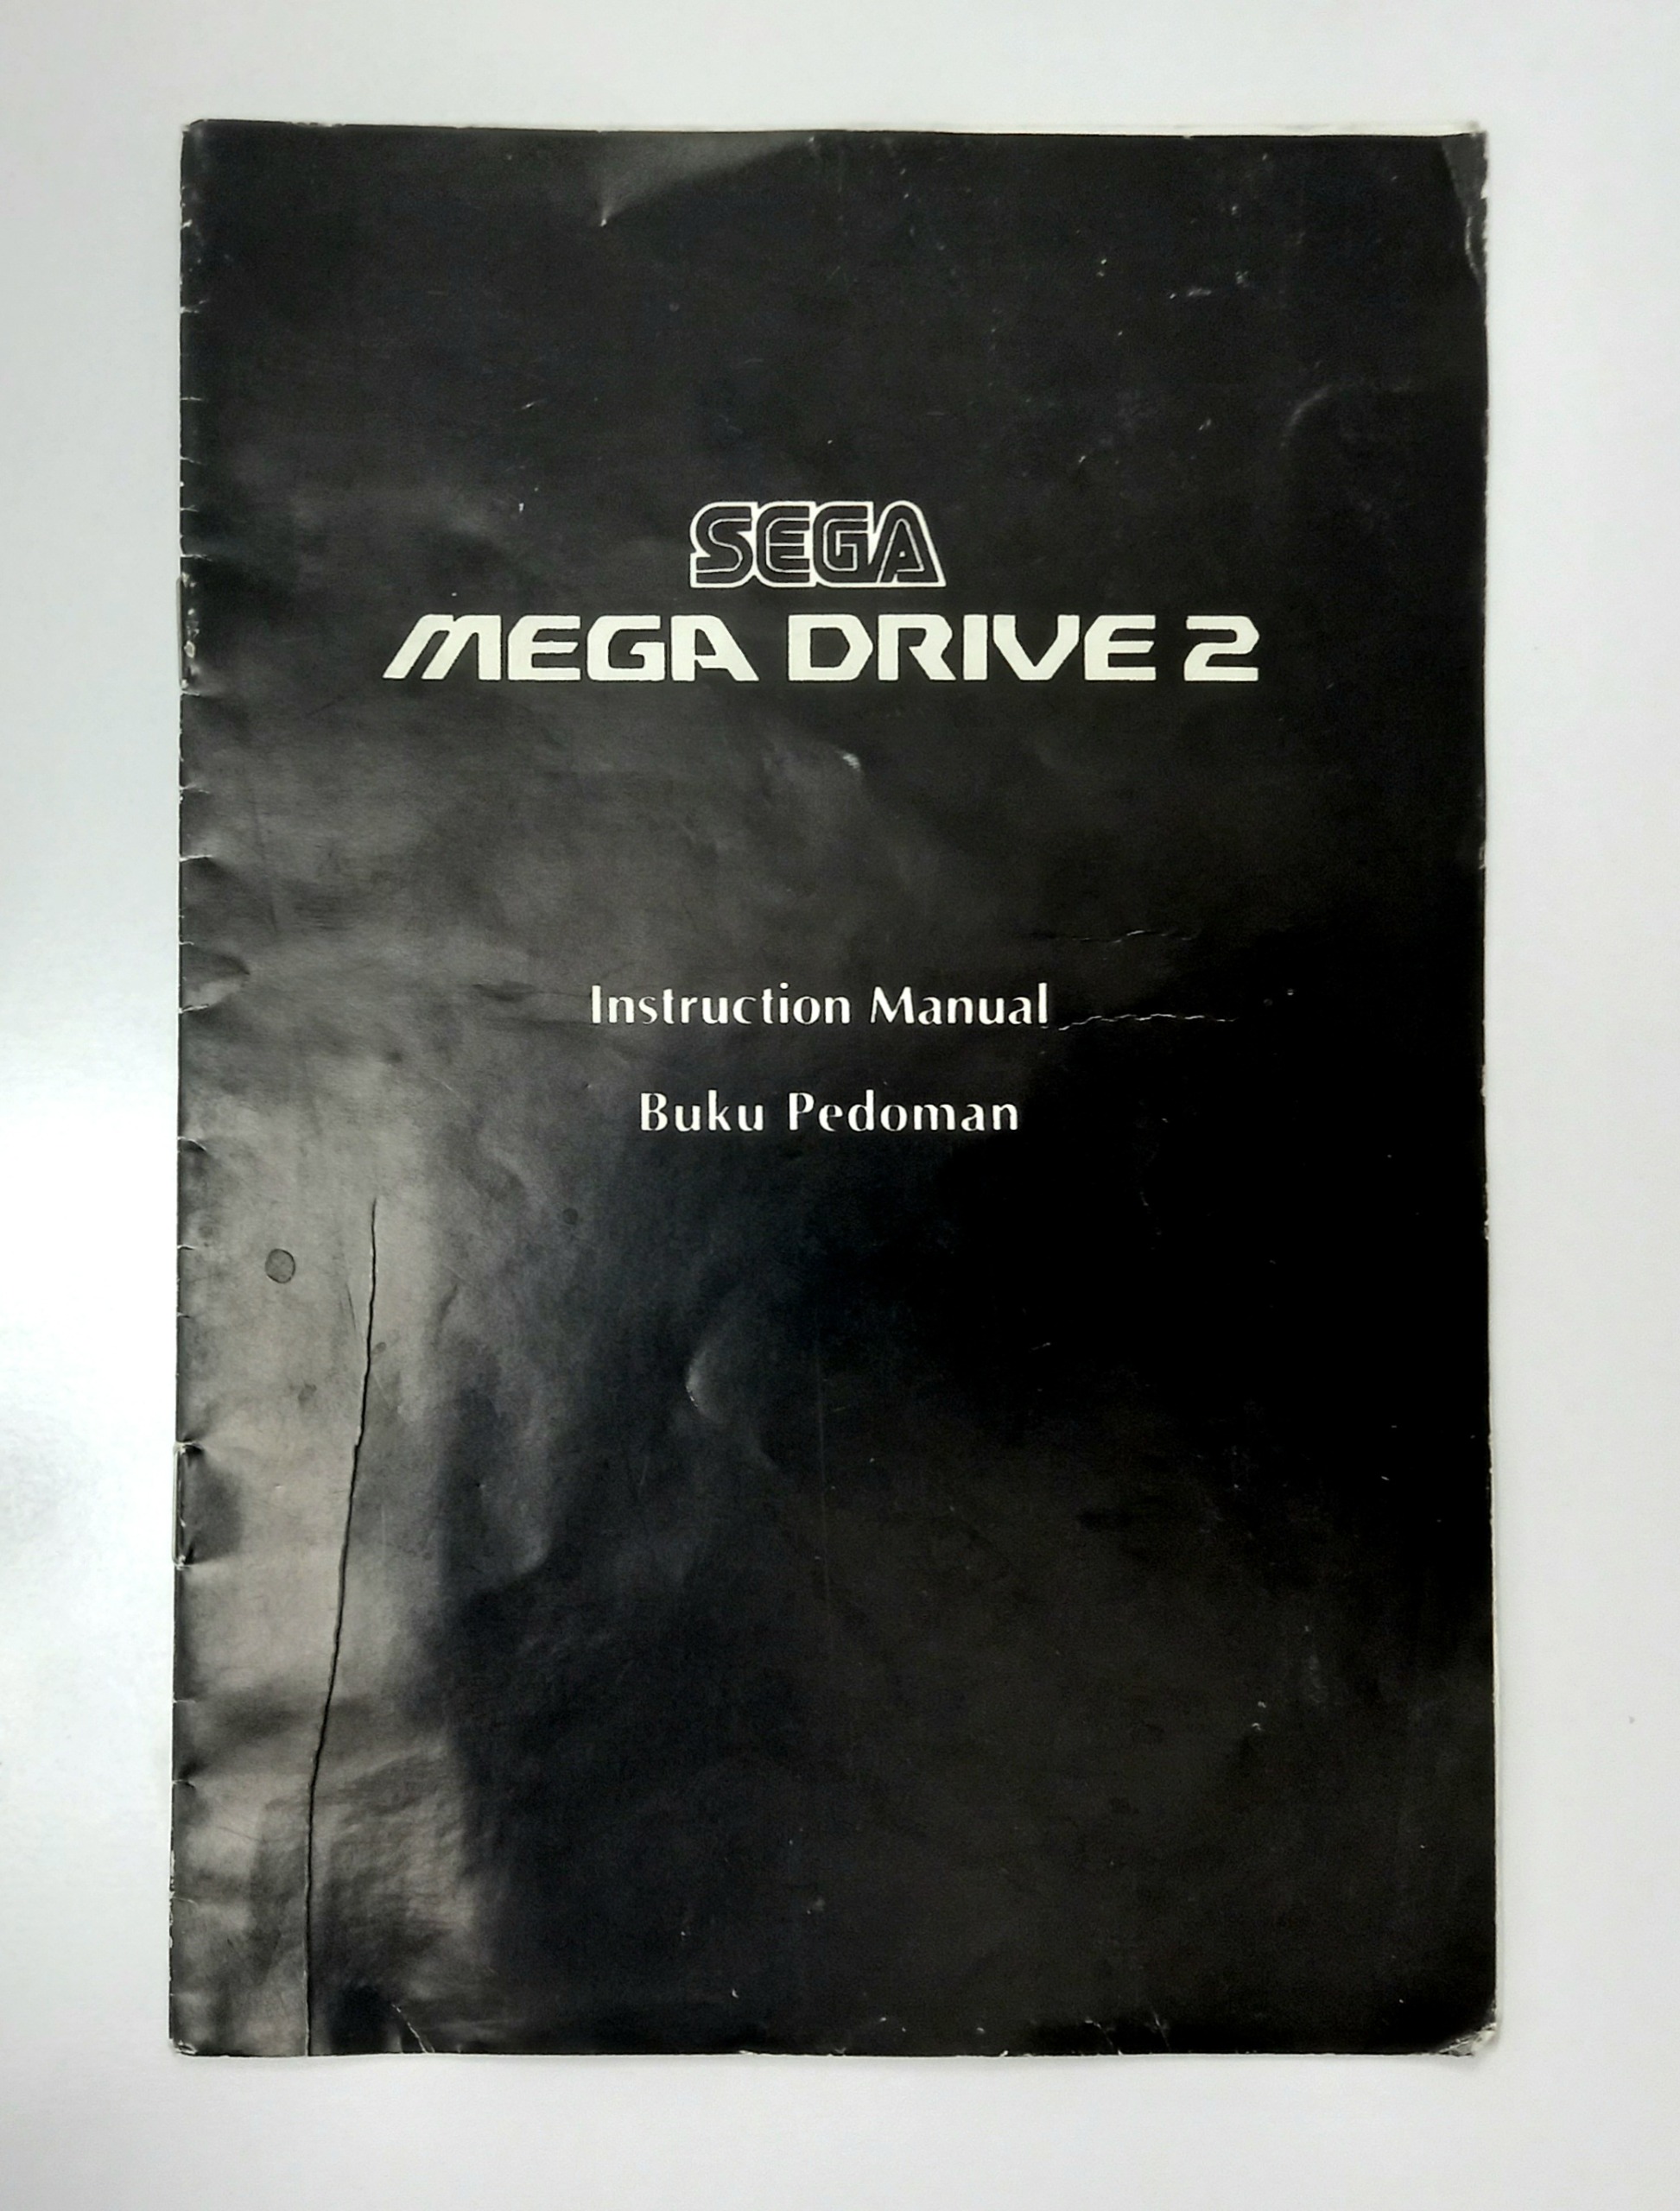 SEGA
MEGA DRIVE 2
Instruction Manual
Buku Pedoman